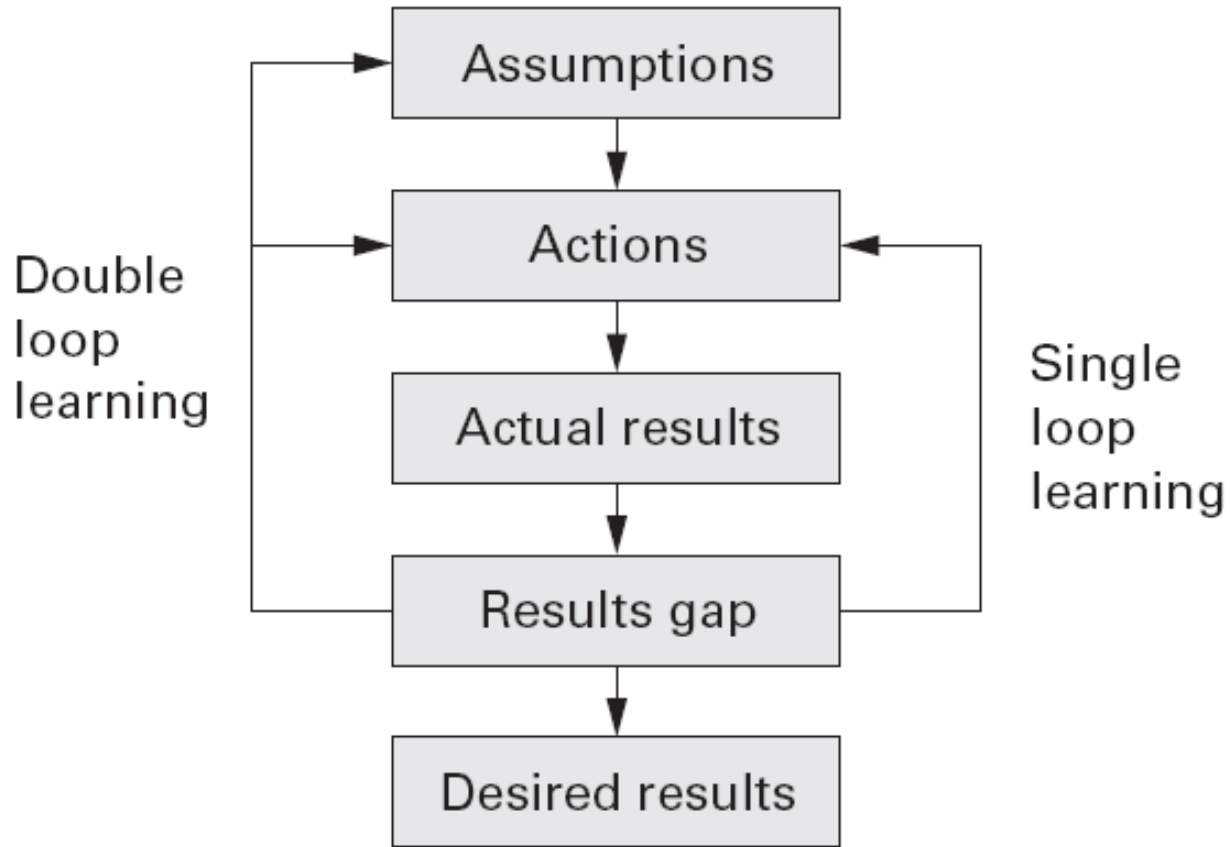 Assumptions
Actions
Double
loop
learning
Single
loop
learning
Actual results
Results gap
Desired results